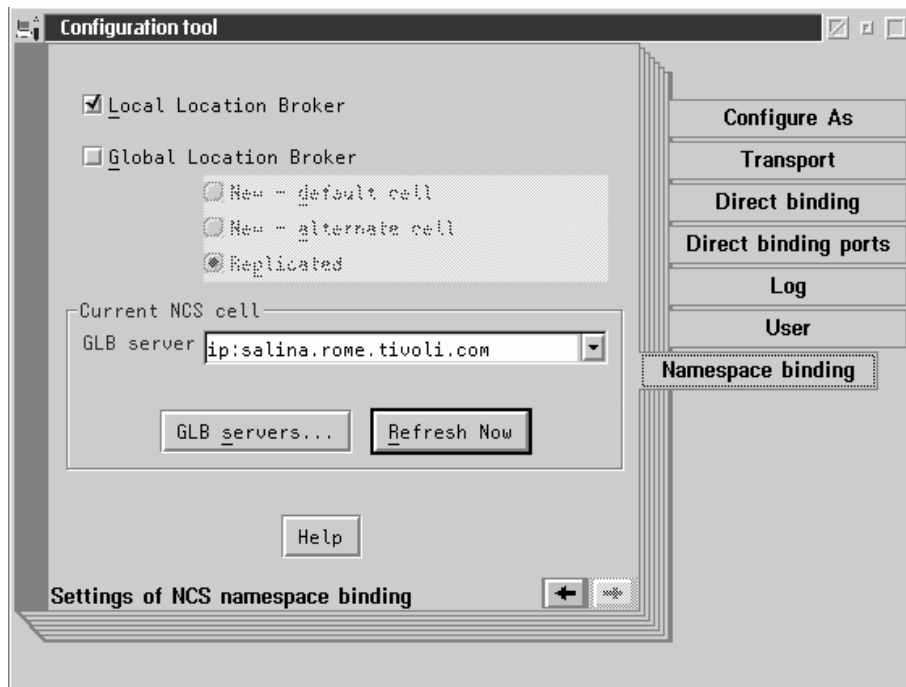 Configuration tool
Local Location Broker
Global Location Broker
New - default cell
New - alternate cell
Replicated
Current NCS cell
GLB server ip:salina.rome.tivoli.com
GLB servers... Refresh Now
Help
Settings of NCS namespace binding
Configure As
Transport
Direct binding
Direct binding ports
Log
User
Namespace binding